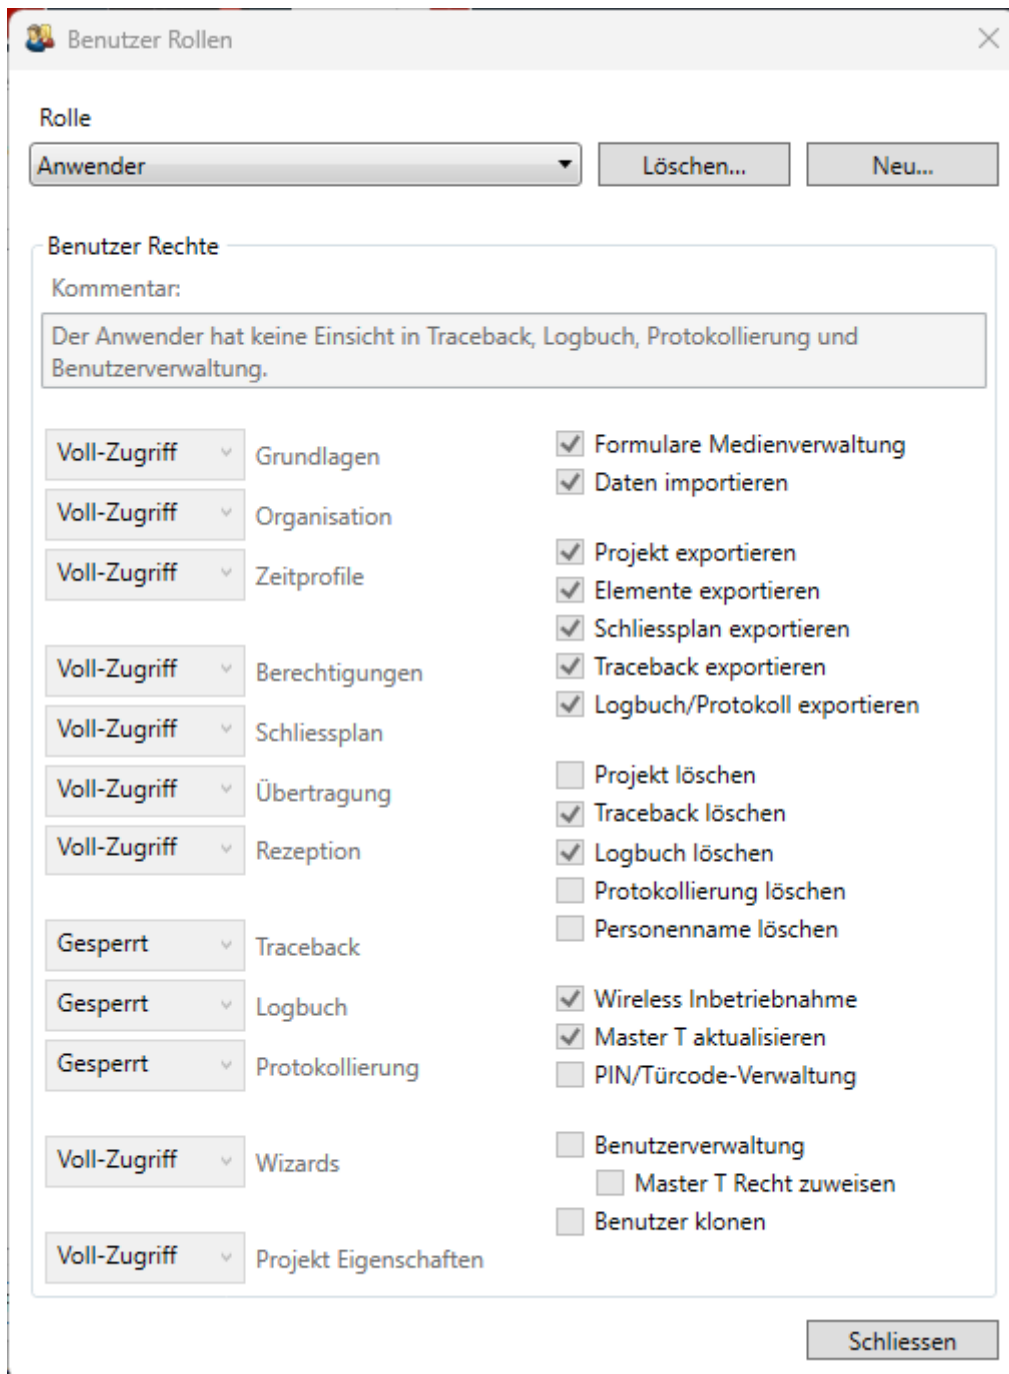 Benutzer Rollen
Rolle
Anwender
Löschen...
Neu...
Benutzer Rechte
Kommentar:
Der Anwender hat keine Einsicht in Traceback, Logbuch, Protokollierung und
Benutzerverwaltung.
Voll-Zugriff Grundlagen
Voll-Zugriff Organisation
Voll-Zugriff Zeitprofile
Voll-Zugriff Berechtigungen
Voll-Zugriff Schliessplan
Voll-Zugriff Übertragung
Voll-Zugriff Rezeption
Gesperrt Traceback
Gesperrt Logbuch
Gesperrt Protokollierung
Voll-Zugriff Wizards
Voll-Zugriff Projekt Eigenschaften
Formulare Medienverwaltung
Daten importieren
Projekt exportieren
Elemente exportieren
Schliessplan exportieren
Traceback exportieren
Logbuch/Protokoll exportieren
Projekt löschen
Traceback löschen
Logbuch löschen
Protokollierung löschen
Personenname löschen
Wireless Inbetriebnahme
Master T aktualisieren
PIN/Türcode-Verwaltung
Benutzerverwaltung
Master T Recht zuweisen
Benutzer klonen
Schliessen